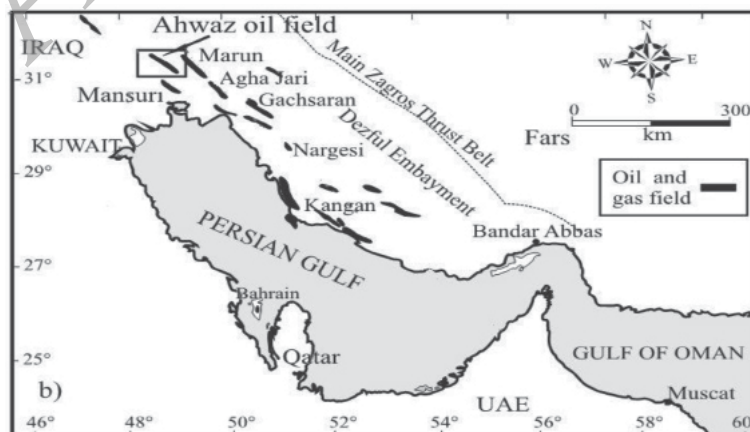 Ahwaz oil field
IRAQ
Marun
31°
Agha Jari
Mansuri
Gachsaran
Main Zagros Thrust Belt
Dezful Embayment
N
W
E
S
0
300
km
Fars
KUWAIT
29°
Nargesi
Oil and
gas field
Kangan
Bandar Abbas
PERSIAN GULF
27°
Bahrain
25°
Qatar
GULF OF OMAN
b)
UAE
Muscat
46°
48°
50°
52°
54°
56°
58°
60